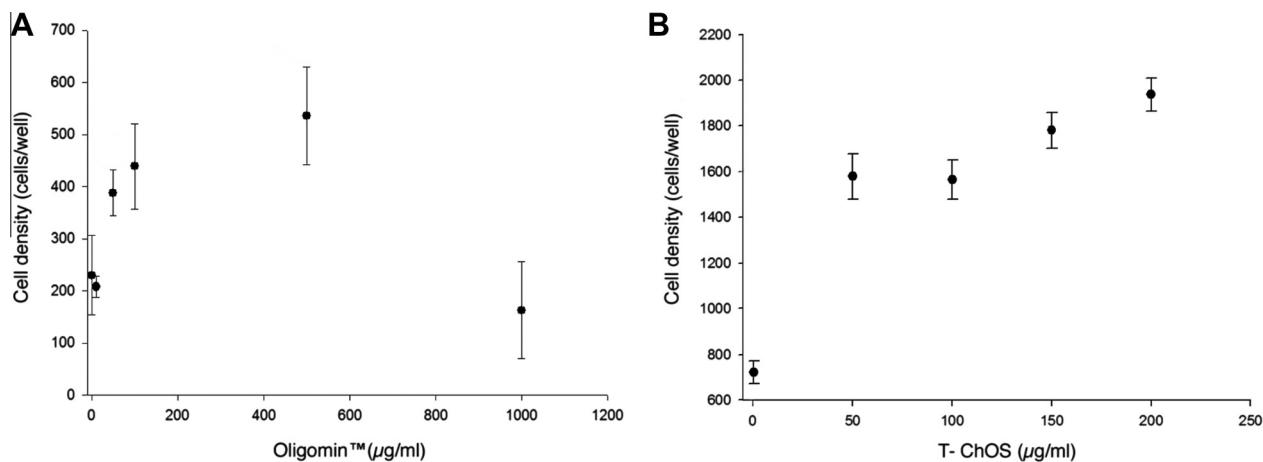 A
700
600
500
400
300
200
100
0
Cell density (cells/well)
0 200 400 600 800 1000 1200
Oligomin™(µg/ml)
B
2200
2000
1800
1600
1400
1200
1000
800
600
Cell density (cells/well)
0 50 100 150 200 250
T- ChOS (µg/ml)